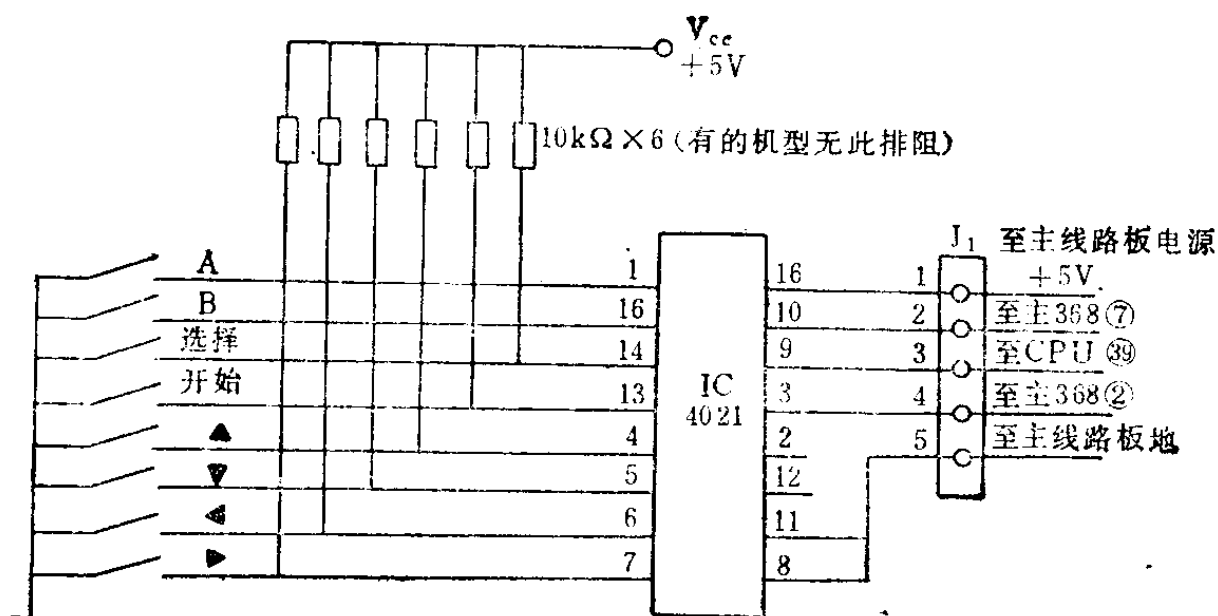 Vcc
+5V
10kΩ×6(有的机型无此排阻)
J₁ 至主线路板电源
A 1 16 1 +5V
B 16 10 2 至主368⑦
选择 14 9 3 至CPU㊴
开始 13 IC 3 4 至主368②
4021
▲ 4 2 5 至主线路板地
▼ 5 12
◀ 6 11
▶ 7 8